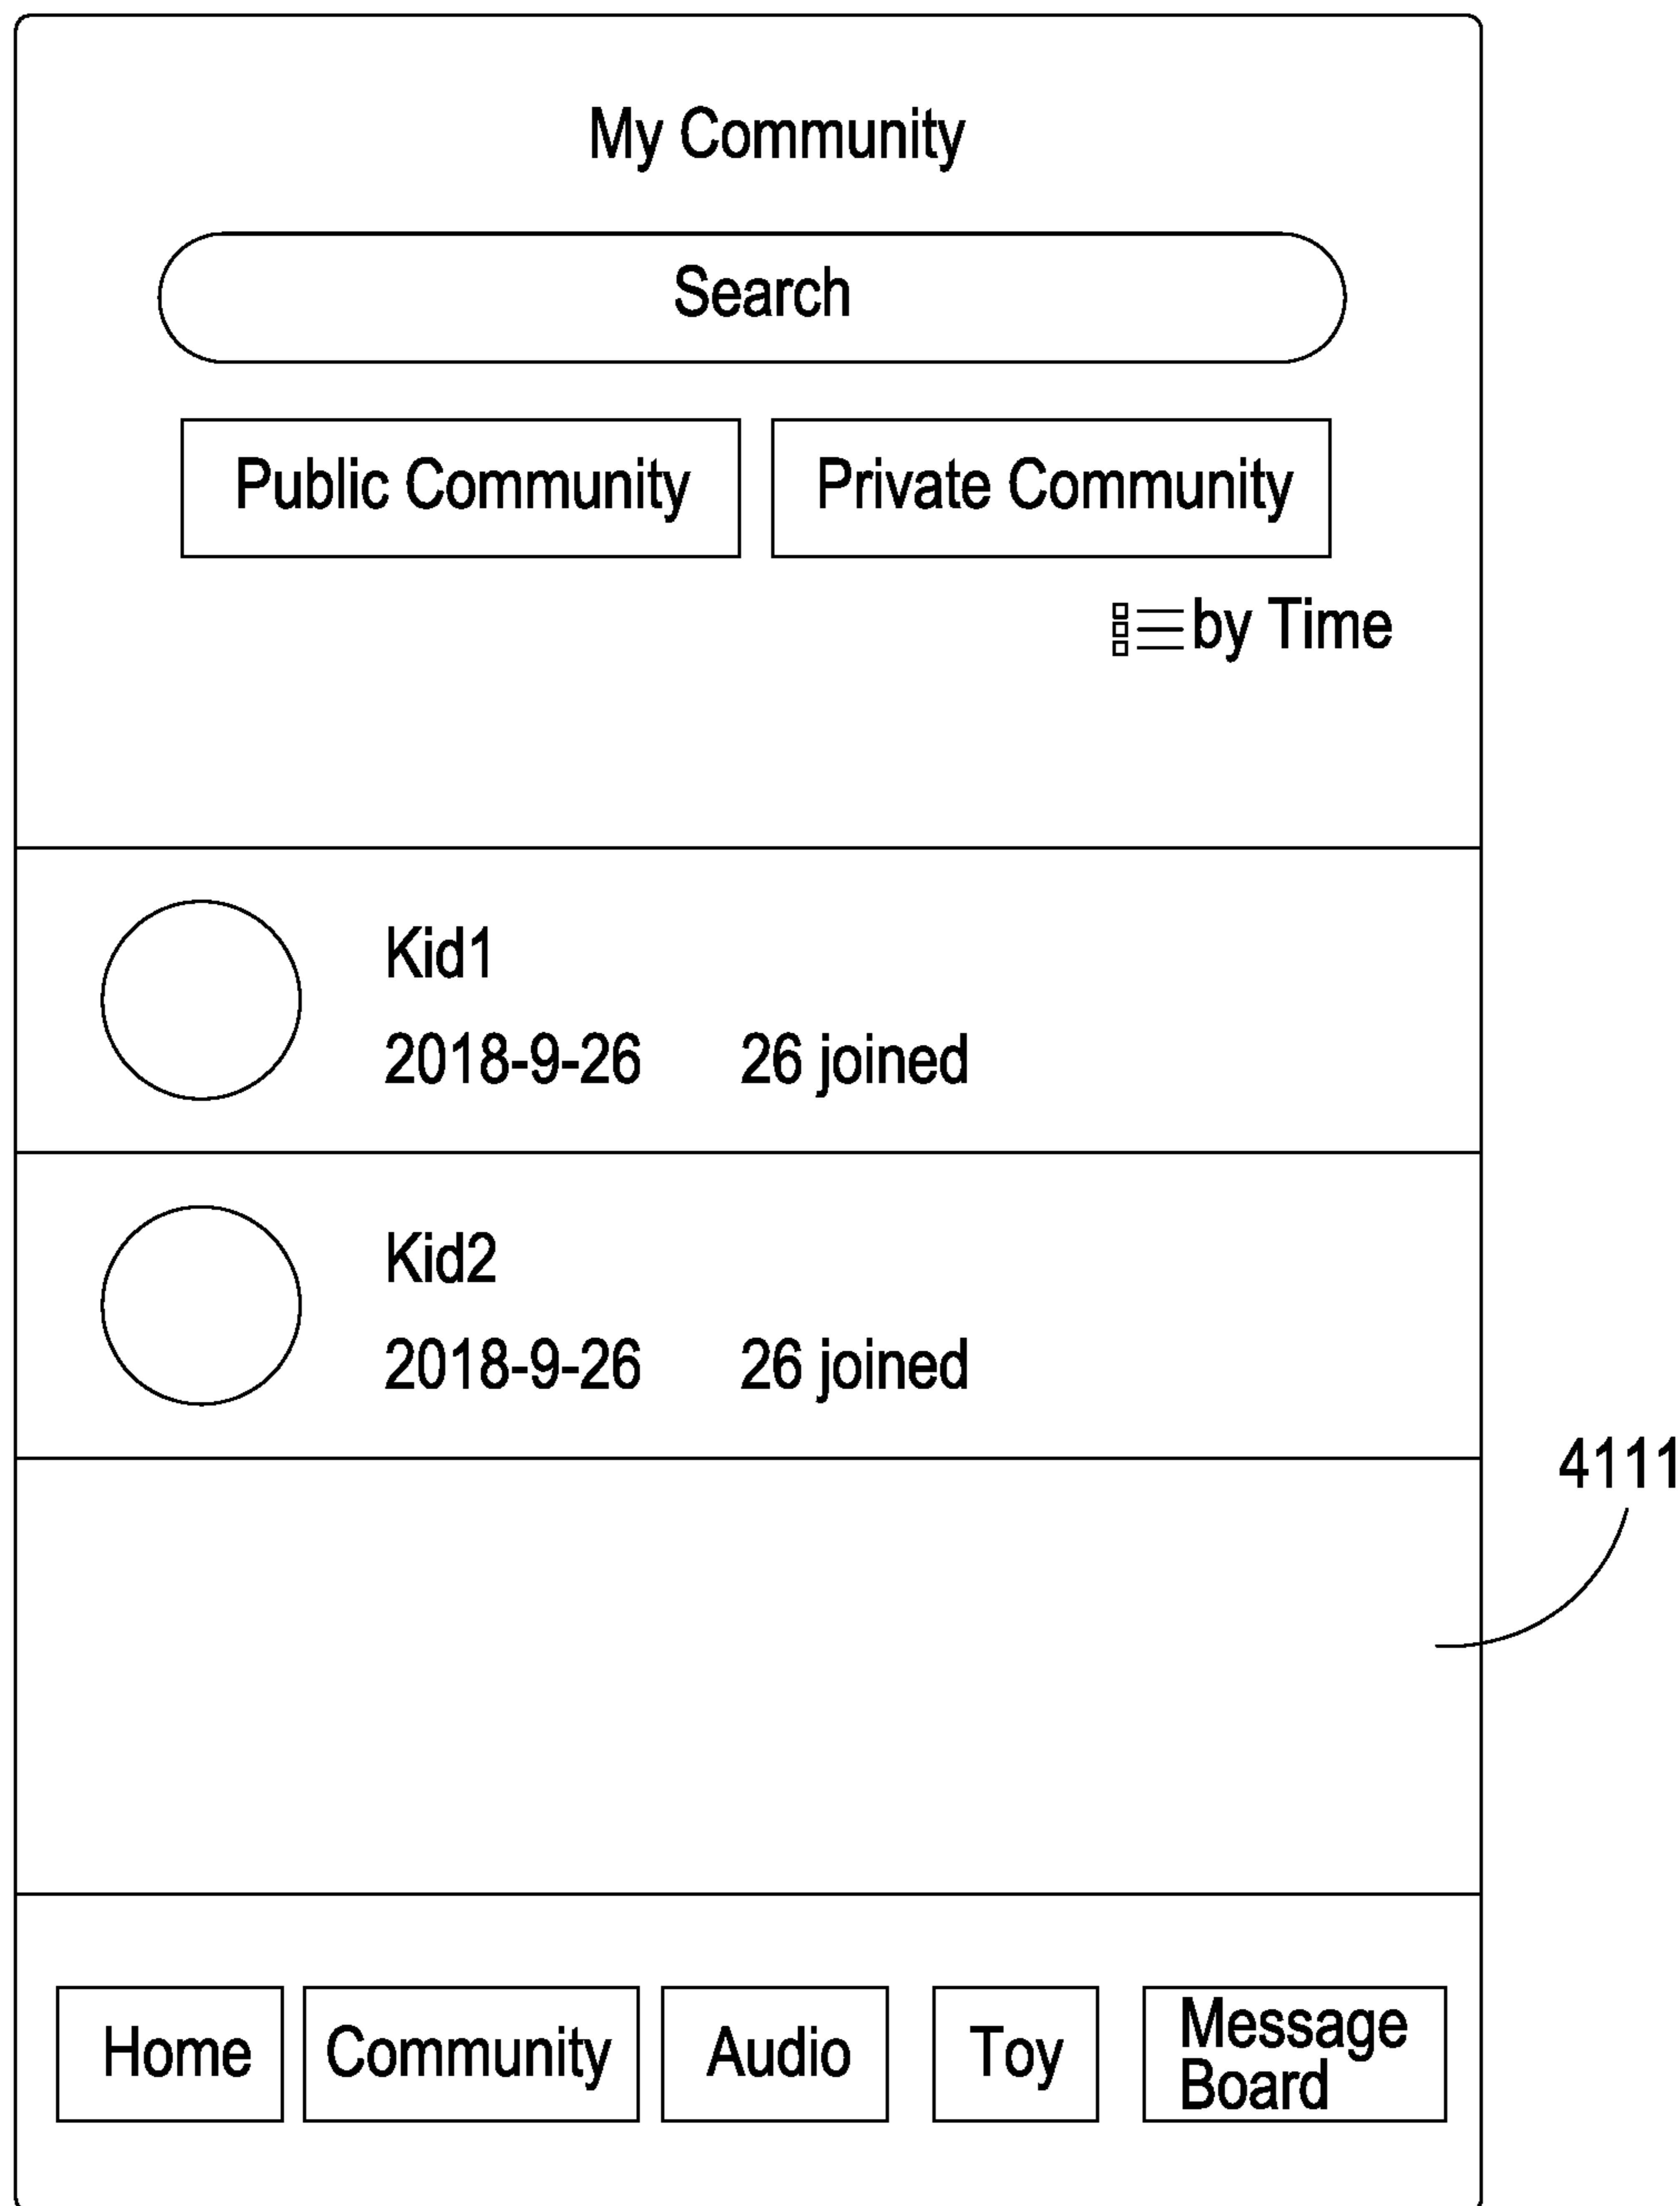 My Community
Search
Public Community Private Community
by Time
Kid1
2018-9-26 26 joined
Kid2
2018-9-26 26 joined
4111
Home Community Audio Toy Message Board